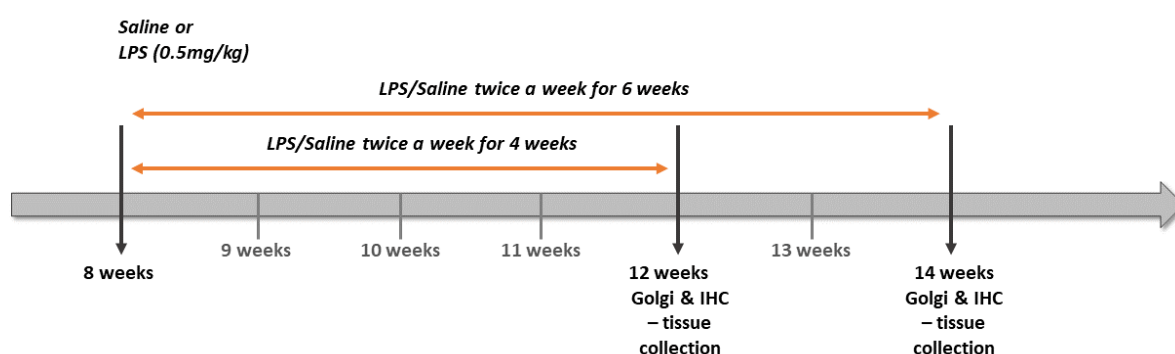 Saline or
LPS (0.5mg/kg)
LPS/Saline twice a week for 6 weeks
LPS/Saline twice a week for 4 weeks
8 weeks
9 weeks
10 weeks
11 weeks
12 weeks
Golgi & IHC
– tissue
collection
13 weeks
14 weeks
Golgi & IHC
– tissue
collection